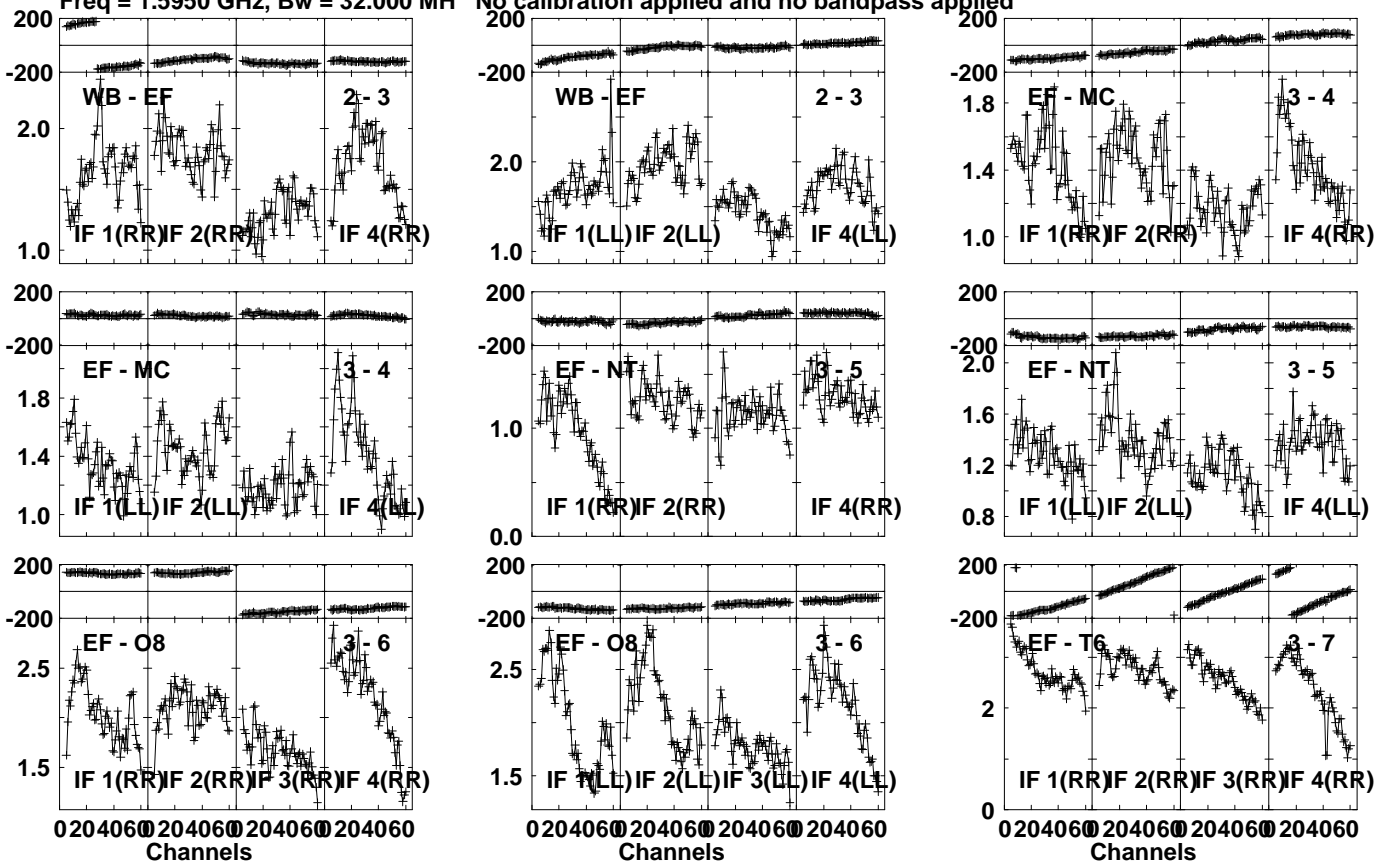 Freq = 1.5950 GHz, Bw = 32.000 MH No calibration applied and no bandpass applied
200
-200
WB - EF 2 - 3
2.0
1.0
IF 1(RR) IF 2(RR) IF 4(RR)
200
-200
WB - EF 2 - 3
2.0
1.0
IF 1(LL) IF 2(LL) IF 4(LL)
200
-200
EF - MC 3 - 4
1.8
1.4
1.0
IF 1(RR) IF 2(RR) IF 4(RR)
200
-200
EF - MC 3 - 4
1.8
1.4
1.0
IF 1(LL) IF 2(LL) IF 4(LL)
200
-200
EF - NT 3 - 5
1.0
0.0
IF 1(RR) IF 2(RR) IF 4(RR)
200
-200
2.0
EF - NT 3 - 5
1.6
1.2
0.8
IF 1(LL) IF 2(LL) IF 4(LL)
200
-200
EF - O8 3 - 6
2.5
1.5
IF 1(RR) IF 2(RR) IF 3(RR) IF 4(RR)
0 20 40 60 0 20 40 60 0 20 40 60 0 20 40 60
Channels
200
-200
EF - O8 3 - 6
2.5
1.5
IF 1(LL) IF 2(LL) IF 3(LL) IF 4(LL)
0 20 40 60 0 20 40 60 0 20 40 60 0 20 40 60
Channels
200
-200
EF - T6 3 - 7
2
0
IF 1(RR) IF 2(RR) IF 3(RR) IF 4(RR)
0 20 40 60 0 20 40 60 0 20 40 60 0 20 40 60
Channels